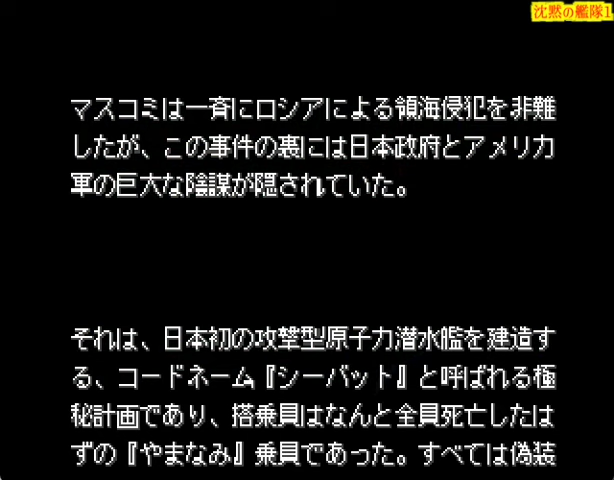 沈黙の艦隊1
マスコミは一斉にロシアによる領海侵犯を非難
したが、この事件の裏には日本政府とアメリカ
軍の巨大な陰謀が隠されていた。
それは、日本初の攻撃型原子力潜水艦を建造す
る、コードネーム『シーバット』と呼ばれる極
秘計画であり、搭乗員はなんと全員死亡したは
ずの『やまなみ』乗員であった。すべては偽装